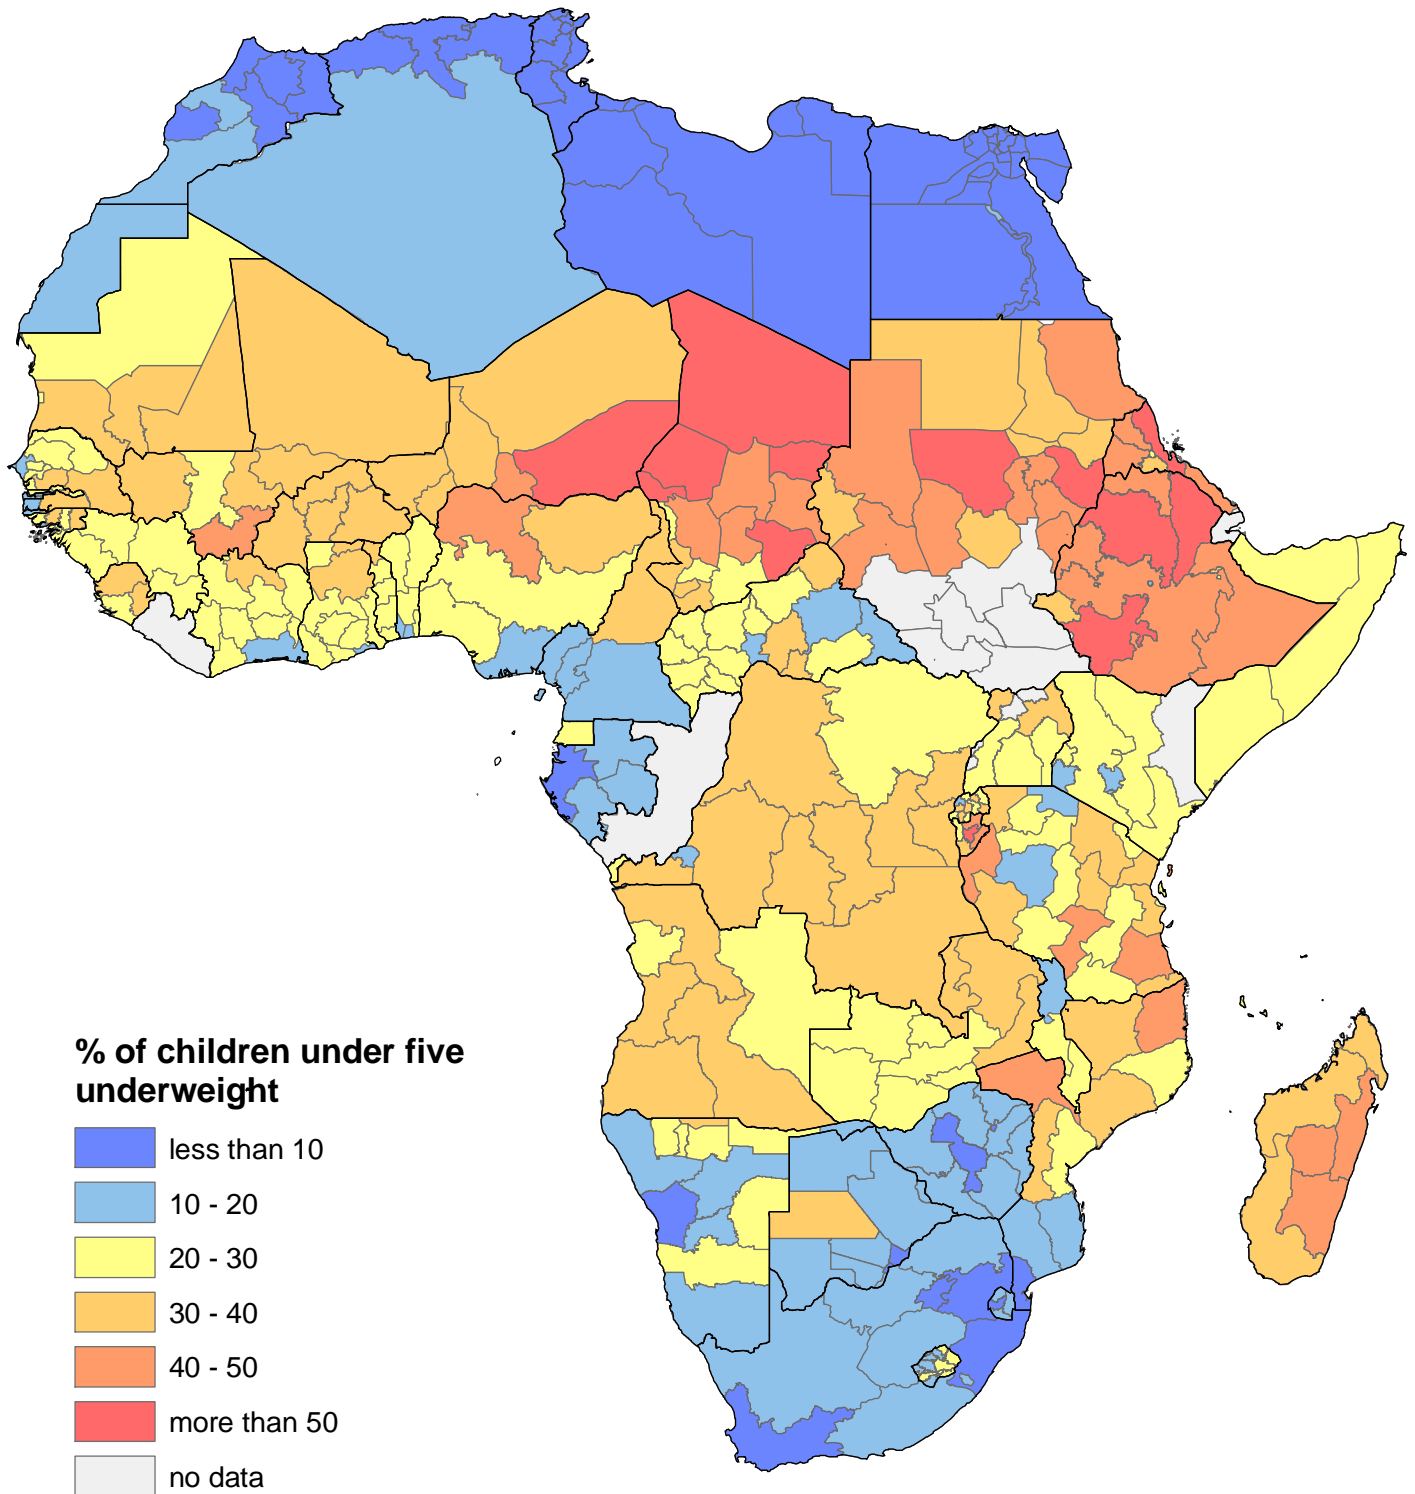 % of children under five
underweight
less than 10
10 - 20
20 - 30
30 - 40
40 - 50
more than 50
no data